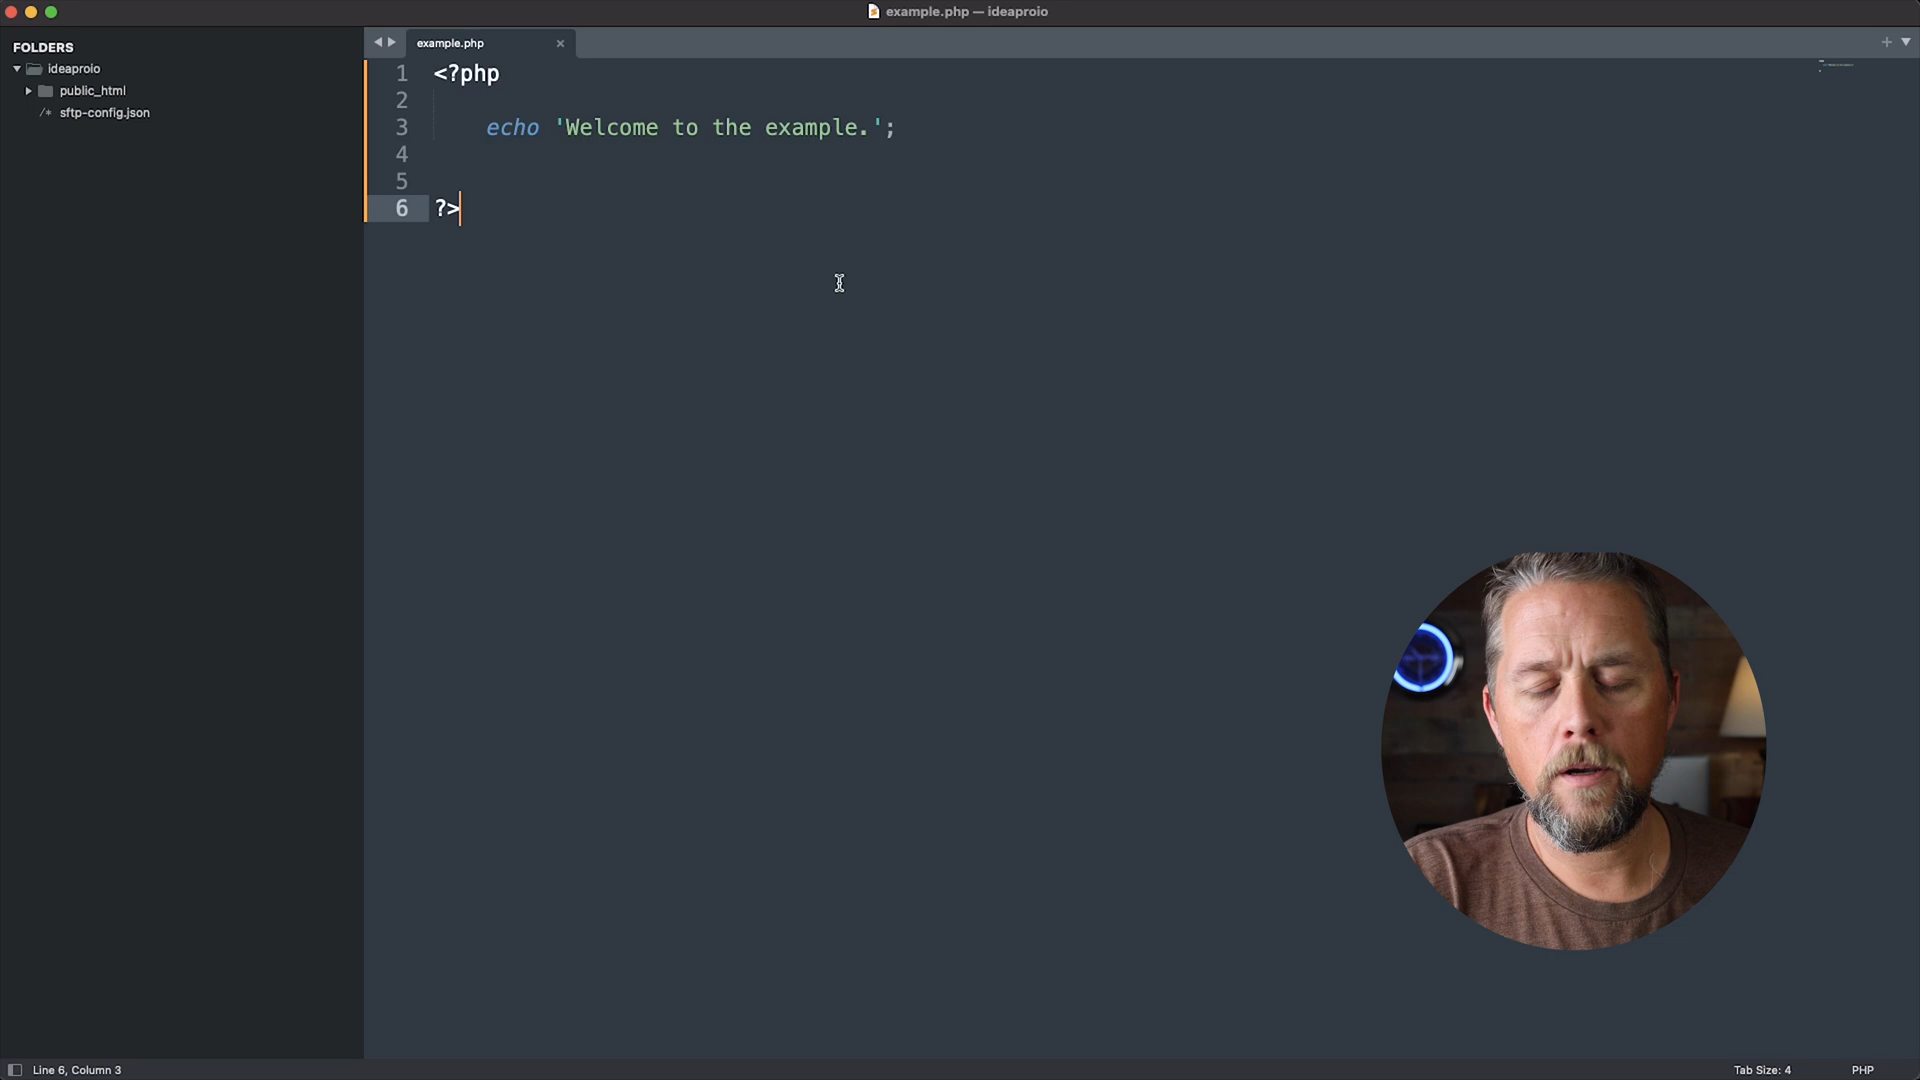 example.php — ideaproio
FOLDERS
ideaproio
public_html
/* sftp-config.json
example.php
1 <?php
2
3 echo 'Welcome to the example.';
4
5
6 ?>
Line 6, Column 3
Tab Size: 4
PHP